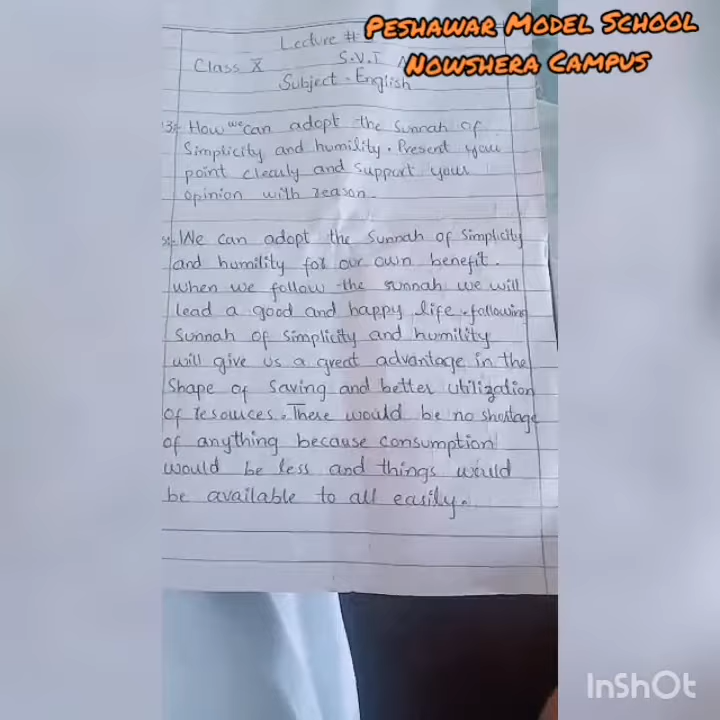 PESHAWAR MODEL SCHOOL
NOWSHERA CAMPUS
Lecture #
Class X S.V.T
Subject - English
3:- How we can adopt the Sunnah of
Simplicity and humility. Present your
point clearly and support your
opinion with reason.
We can adopt the Sunnah of Simplicity
and humility for our own benefit.
When we follow the sunnah we will
lead a good and happy life. following
Sunnah of simplicity and humility
will give us a great advantage in the
Shape of Saving and better utilization
of resources. There would be no shortage
of anything because consumption
would be less and things would
be available to all easily.
InShOt